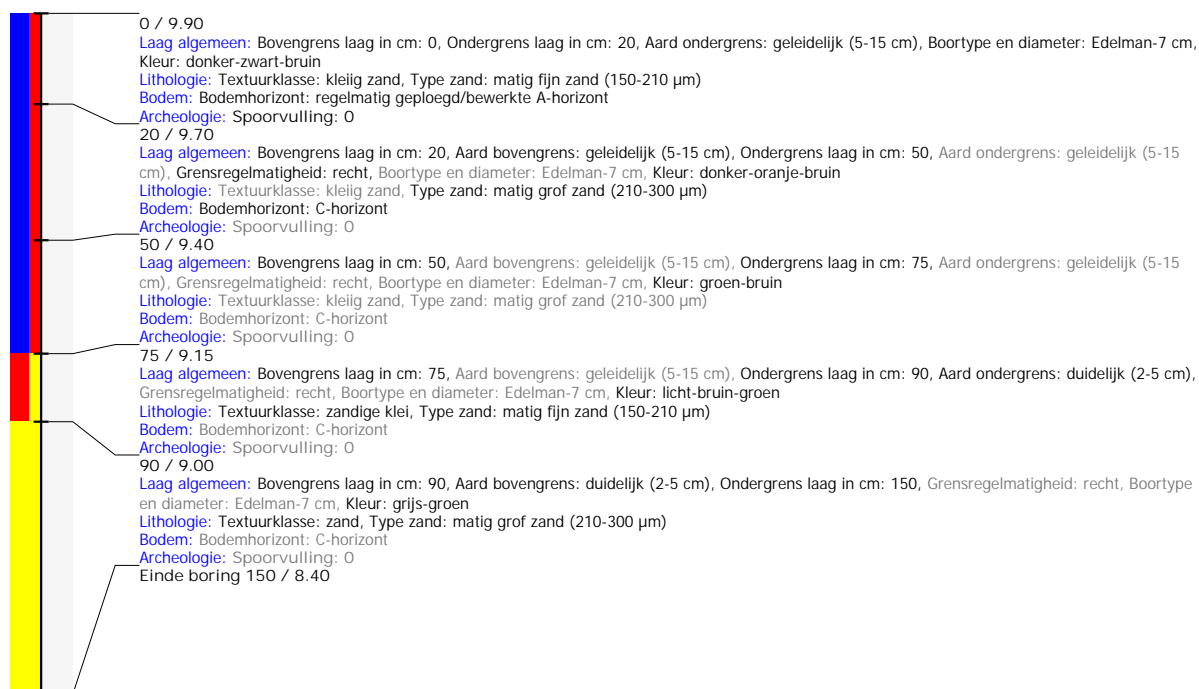 0 / 9.90
Laag algemeen: Bovengrens laag in cm: 0, Ondergrens laag in cm: 20, Aard ondergrens: geleidelijk (5-15 cm), Boortype en diameter: Edelman-7 cm,
Kleur: donker-zwart-bruin
Lithologie: Textuurklasse: kleiig zand, Type zand: matig fijn zand (150-210 µm)
Bodem: Bodemhorizont: regelmatig geploegd/bewerkte A-horizont
Archeologie: Spoorvulling: 0
20 / 9.70
Laag algemeen: Bovengrens laag in cm: 20, Aard bovengrens: geleidelijk (5-15 cm), Ondergrens laag in cm: 50, Aard ondergrens: geleidelijk (5-15
cm), Grensregelmatigheid: recht, Boortype en diameter: Edelman-7 cm, Kleur: donker-oranje-bruin
Lithologie: Textuurklasse: kleiig zand, Type zand: matig grof zand (210-300 µm)
Bodem: Bodemhorizont: C-horizont
Archeologie: Spoorvulling: 0
50 / 9.40
Laag algemeen: Bovengrens laag in cm: 50, Aard bovengrens: geleidelijk (5-15 cm), Ondergrens laag in cm: 75, Aard ondergrens: geleidelijk (5-15
cm), Grensregelmatigheid: recht, Boortype en diameter: Edelman-7 cm, Kleur: groen-bruin
Lithologie: Textuurklasse: kleiig zand, Type zand: matig grof zand (210-300 µm)
Bodem: Bodemhorizont: C-horizont
Archeologie: Spoorvulling: 0
75 / 9.15
Laag algemeen: Bovengrens laag in cm: 75, Aard bovengrens: geleidelijk (5-15 cm), Ondergrens laag in cm: 90, Aard ondergrens: duidelijk (2-5 cm),
Grensregelmatigheid: recht, Boortype en diameter: Edelman-7 cm, Kleur: licht-bruin-groen
Lithologie: Textuurklasse: zandige klei, Type zand: matig fijn zand (150-210 µm)
Bodem: Bodemhorizont: C-horizont
Archeologie: Spoorvulling: 0
90 / 9.00
Laag algemeen: Bovengrens laag in cm: 90, Aard bovengrens: duidelijk (2-5 cm), Ondergrens laag in cm: 150, Grensregelmatigheid: recht, Boortype
en diameter: Edelman-7 cm, Kleur: grijs-groen
Lithologie: Textuurklasse: zand, Type zand: matig grof zand (210-300 µm)
Bodem: Bodemhorizont: C-horizont
Archeologie: Spoorvulling: 0
Einde boring 150 / 8.40